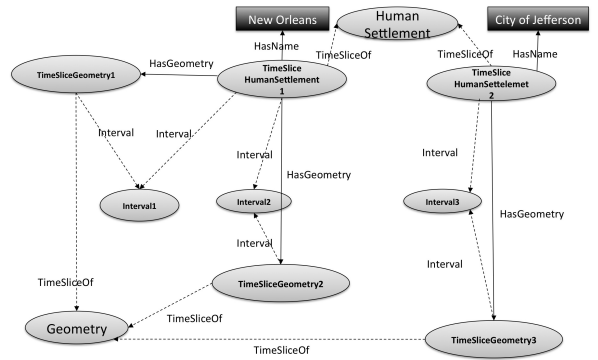 New Orleans
Human
Settlement
City of Jefferson
HasName
TimeSliceOf
TimeSliceOf
HasName
HasGeometry
TimeSliceGeometry1
TimeSlice
HumanSettlement
1
TimeSlice
HumanSettelemet
2
Interval
Interval
Interval
Interval
HasGeometry
Interval1
Interval2
Interval3
HasGeometry
Interval
Interval
TimeSliceOf
TimeSliceGeometry2
TimeSliceOf
Geometry
TimeSliceGeometry3
TimeSliceOf